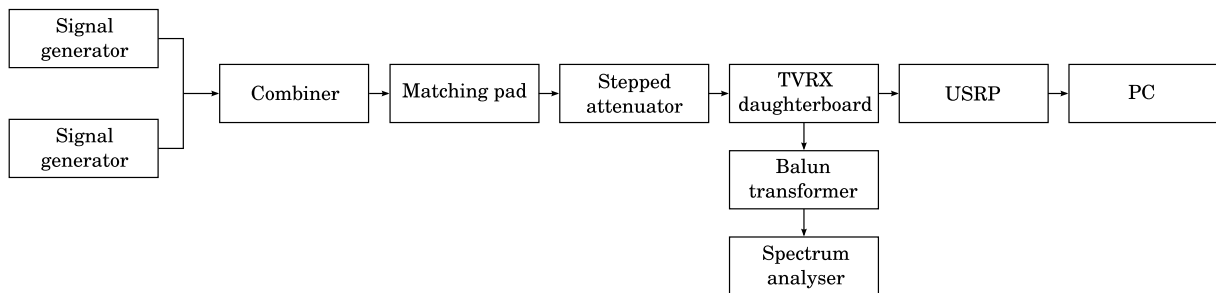 Signal
generator
Signal
generator
Combiner
Matching pad
Stepped
attenuator
TVRX
daughterboard
USRP
PC
Balun
transformer
Spectrum
analyser